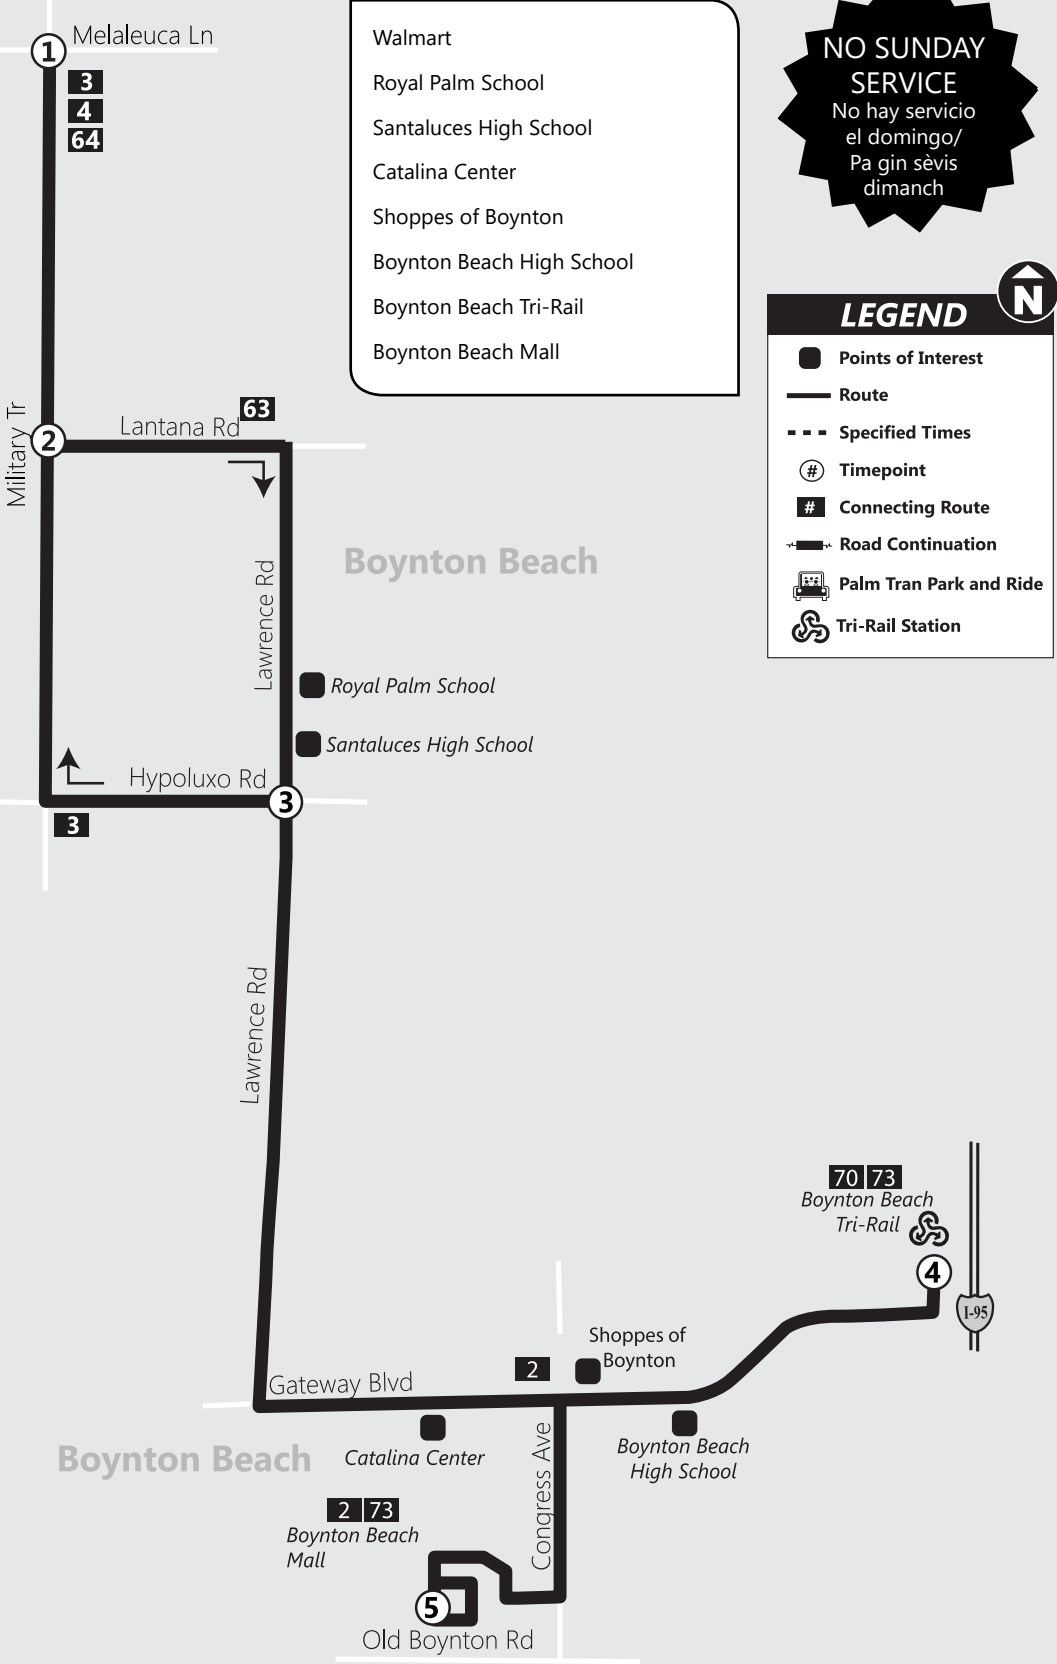 Melaleuca Ln
1
3
4
64
Walmart
Royal Palm School
Santaluces High School
Catalina Center
Shoppes of Boynton
Boynton Beach High School
Boynton Beach Tri-Rail
Boynton Beach Mall
NO SUNDAY
SERVICE
No hay servicio
el domingo/
Pa gin sèvis
dimanch
N
LEGEND
Points of Interest
Route
Specified Times
# Timepoint
# Connecting Route
Road Continuation
Palm Tran Park and Ride
Tri-Rail Station
Military Tr
2
Lantana Rd
63
Boynton Beach
Lawrence Rd
Royal Palm School
Santaluces High School
Hypoluxo Rd
3
3
Lawrence Rd
70 73
Boynton Beach
Tri-Rail
4
I-95
Shoppes of
Boynton
2
Gateway Blvd
Boynton Beach
Catalina Center
Congress Ave
Boynton Beach
High School
2 73
Boynton Beach
Mall
5
Old Boynton Rd